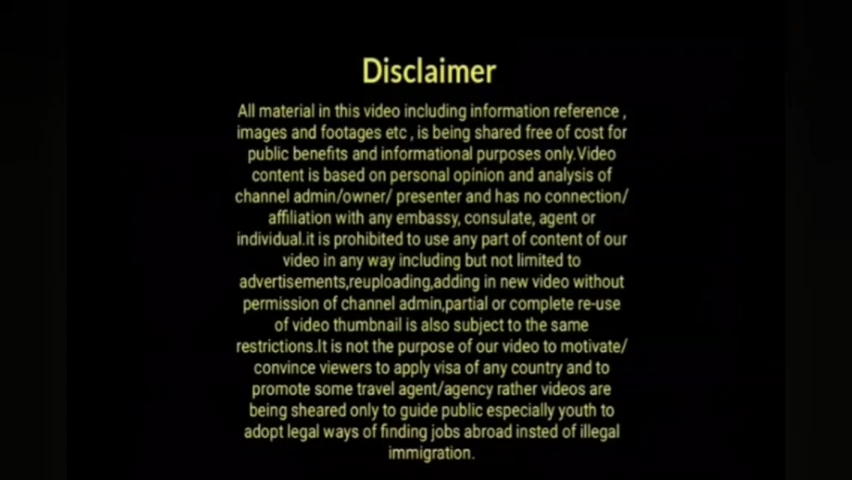 Disclaimer
All material in this video including information reference ,
images and footages etc , is being shared free of cost for
public benefits and informational purposes only.Video
content is based on personal opinion and analysis of
channel admin/owner/ presenter and has no connection/
affiliation with any embassy, consulate, agent or
individual.it is prohibited to use any part of content of our
video in any way including but not limited to
advertisements,reuploading,adding in new video without
permission of channel admin,partial or complete re-use
of video thumbnail is also subject to the same
restrictions.It is not the purpose of our video to motivate/
convince viewers to apply visa of any country and to
promote some travel agent/agency rather videos are
being sheared only to guide public especially youth to
adopt legal ways of finding jobs abroad insted of illegal
immigration.